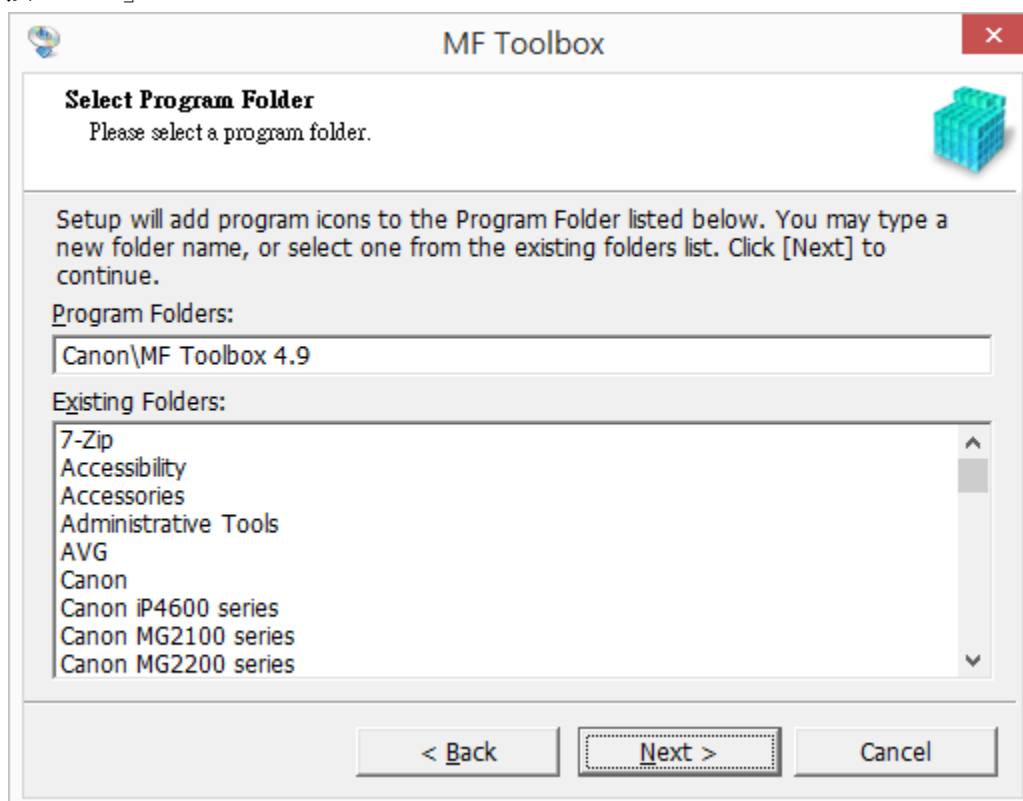 MF Toolbox
Select Program Folder
Please select a program folder.
Setup will add program icons to the Program Folder listed below. You may type a
new folder name, or select one from the existing folders list. Click [Next] to
continue.
Program Folders:
Canon\MF Toolbox 4.9
Existing Folders:
7-Zip
Accessibility
Accessories
Administrative Tools
AVG
Canon
Canon iP4600 series
Canon MG2100 series
Canon MG2200 series
< Back
Next >
Cancel